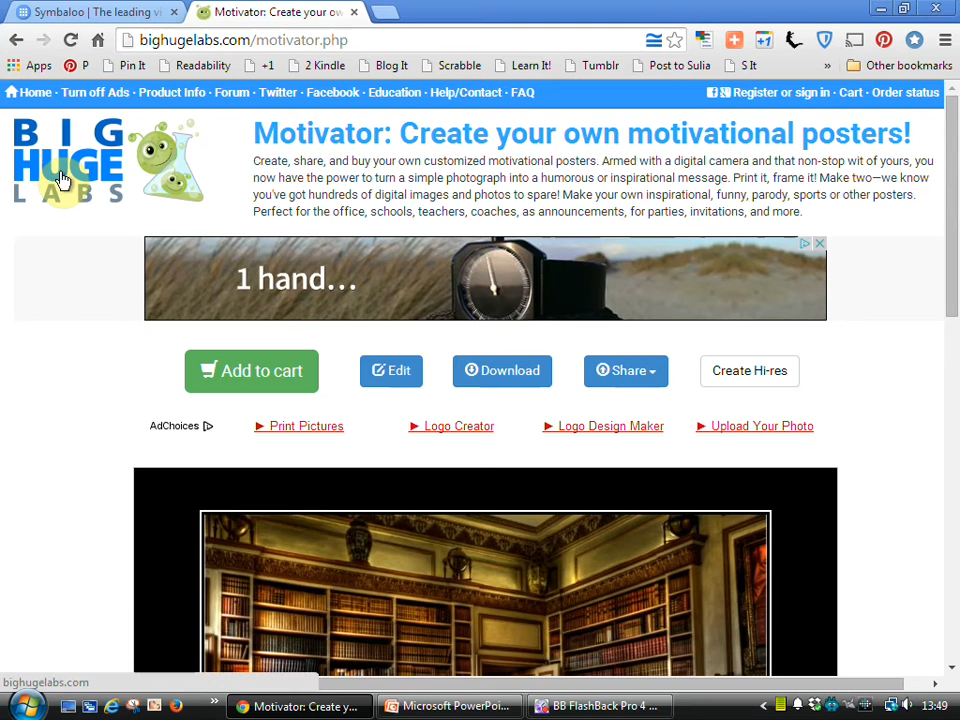 Symbaloo | The leading vi
Motivator: Create your ow
bighugelabs.com/motivator.php
Apps
P
Pin It
Readability
+1
2 Kindle
Blog It
Scrabble
Learn It!
Tumblr
Post to Sulia
S It
»
Other bookmarks
Home · Turn off Ads · Product Info · Forum · Twitter · Facebook · Education · Help/Contact · FAQ
Register or sign in · Cart · Order status
BIG
HUGE
LABS
Motivator: Create your own motivational posters!
Create, share, and buy your own customized motivational posters. Armed with a digital camera and that non-stop wit of yours, you
now have the power to turn a simple photograph into a humorous or inspirational message. Print it, frame it! Make two—we know
you've got hundreds of digital images and photos to spare! Make your own inspirational, funny, parody, sports or other posters.
Perfect for the office, schools, teachers, coaches, as announcements, for parties, invitations, and more.
1 hand...
Add to cart
Edit
Download
Share
Create Hi-res
AdChoices
► Print Pictures
► Logo Creator
► Logo Design Maker
► Upload Your Photo
bighugelabs.com
Motivator: Create y...
Microsoft PowerPoi...
BB FlashBack Pro 4 ...
13:49